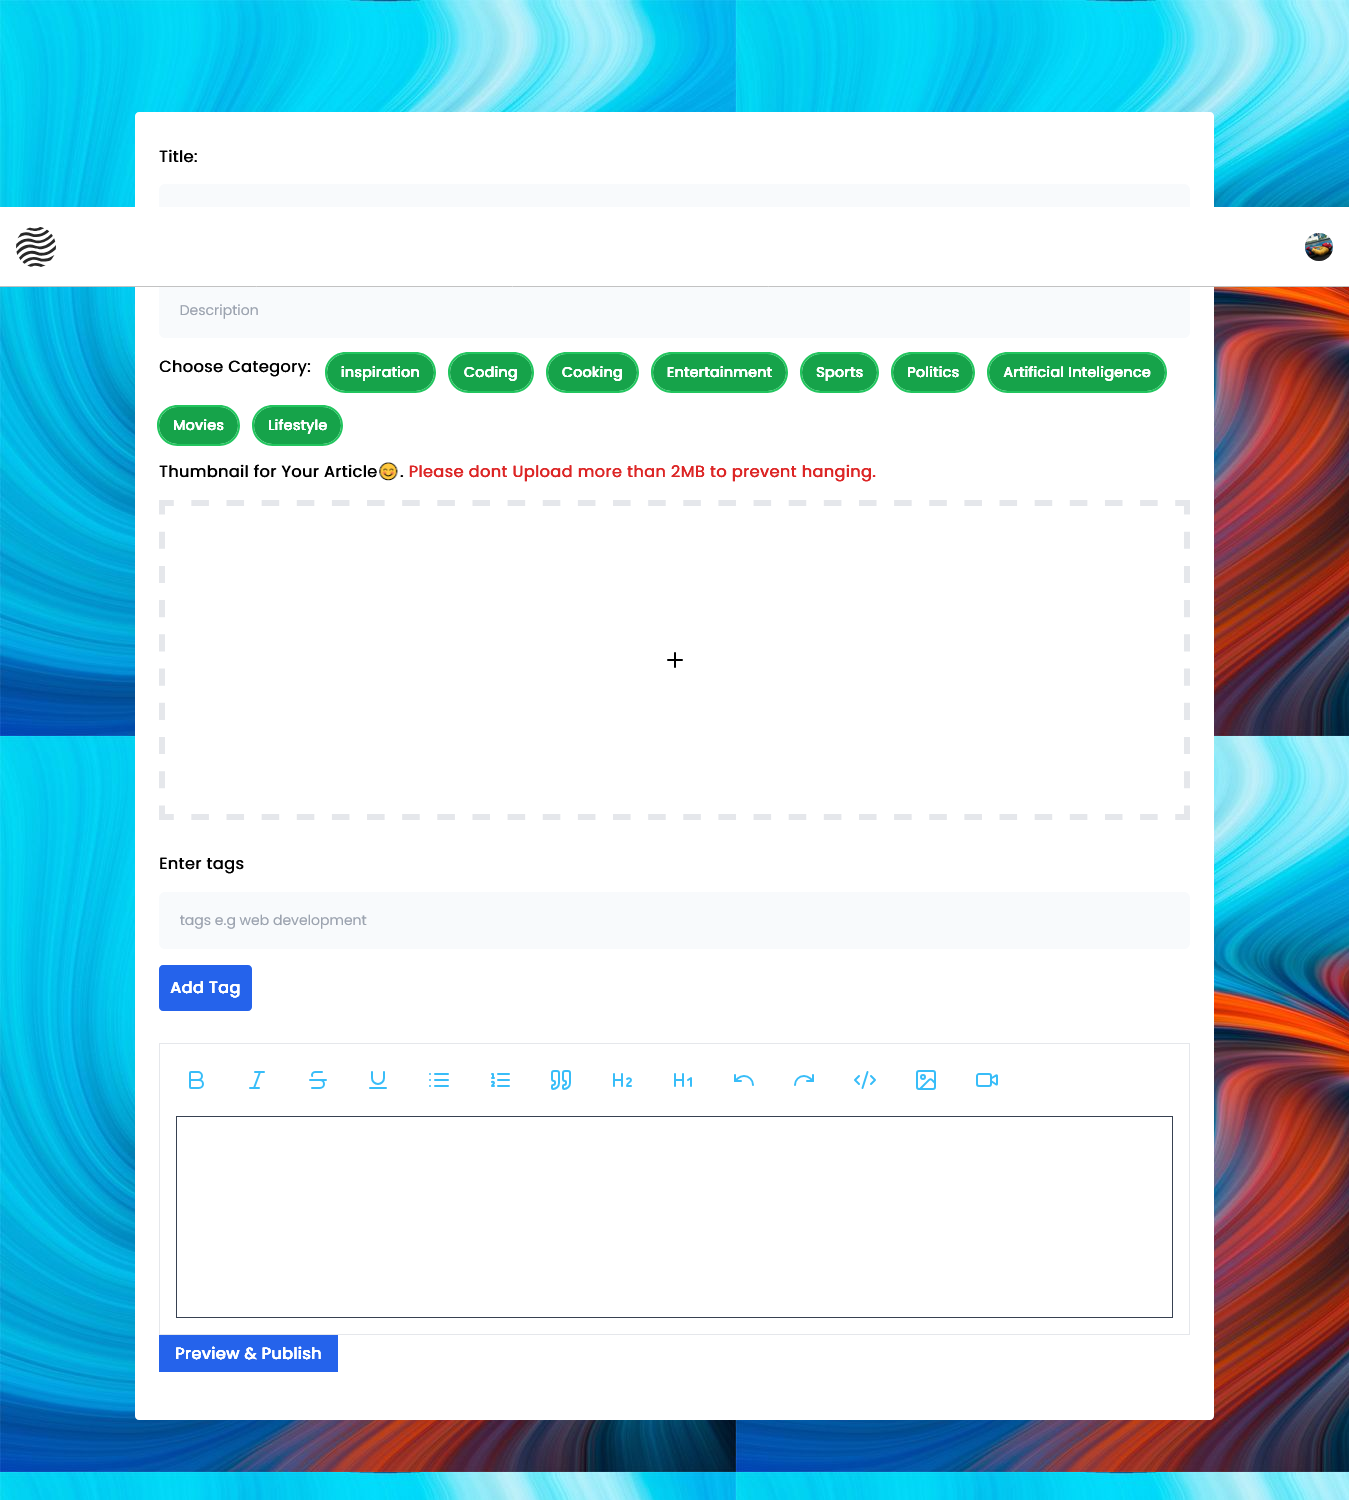 Title:
Description
Choose Category: inspiration Coding Cooking Entertainment Sports Politics Artificial Inteligence
Movies Lifestyle
Thumbnail for Your Article😊. Please dont Upload more than 2MB to prevent hanging.
Enter tags
tags e.g web development
Add Tag
H2 H1
Preview & Publish